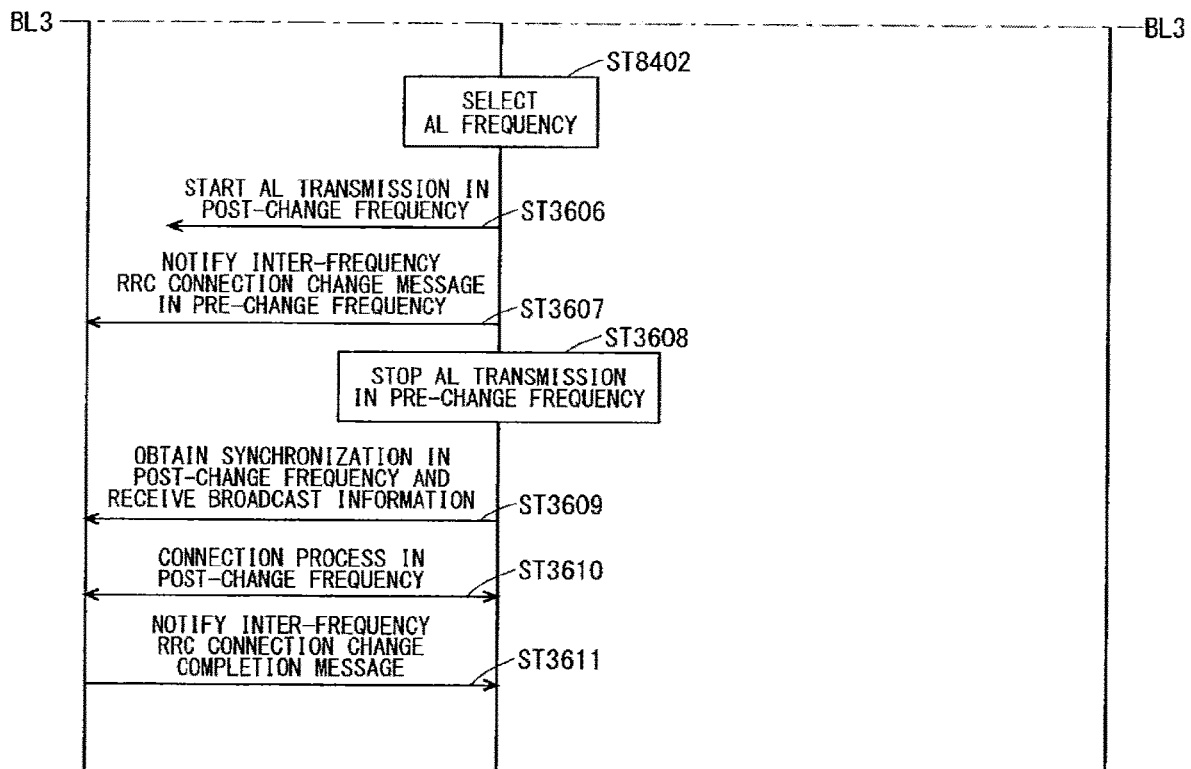 BL3
BL3
ST8402
SELECT
AL FREQUENCY
START AL TRANSMISSION IN
POST-CHANGE FREQUENCY
ST3606
NOTIFY INTER-FREQUENCY
RRC CONNECTION CHANGE MESSAGE
IN PRE-CHANGE FREQUENCY
ST3607
ST3608
STOP AL TRANSMISSION
IN PRE-CHANGE FREQUENCY
OBTAIN SYNCHRONIZATION IN
POST-CHANGE FREQUENCY AND
RECEIVE BROADCAST INFORMATION
ST3609
CONNECTION PROCESS IN
POST-CHANGE FREQUENCY
ST3610
NOTIFY INTER-FREQUENCY
RRC CONNECTION CHANGE
COMPLETION MESSAGE
ST3611